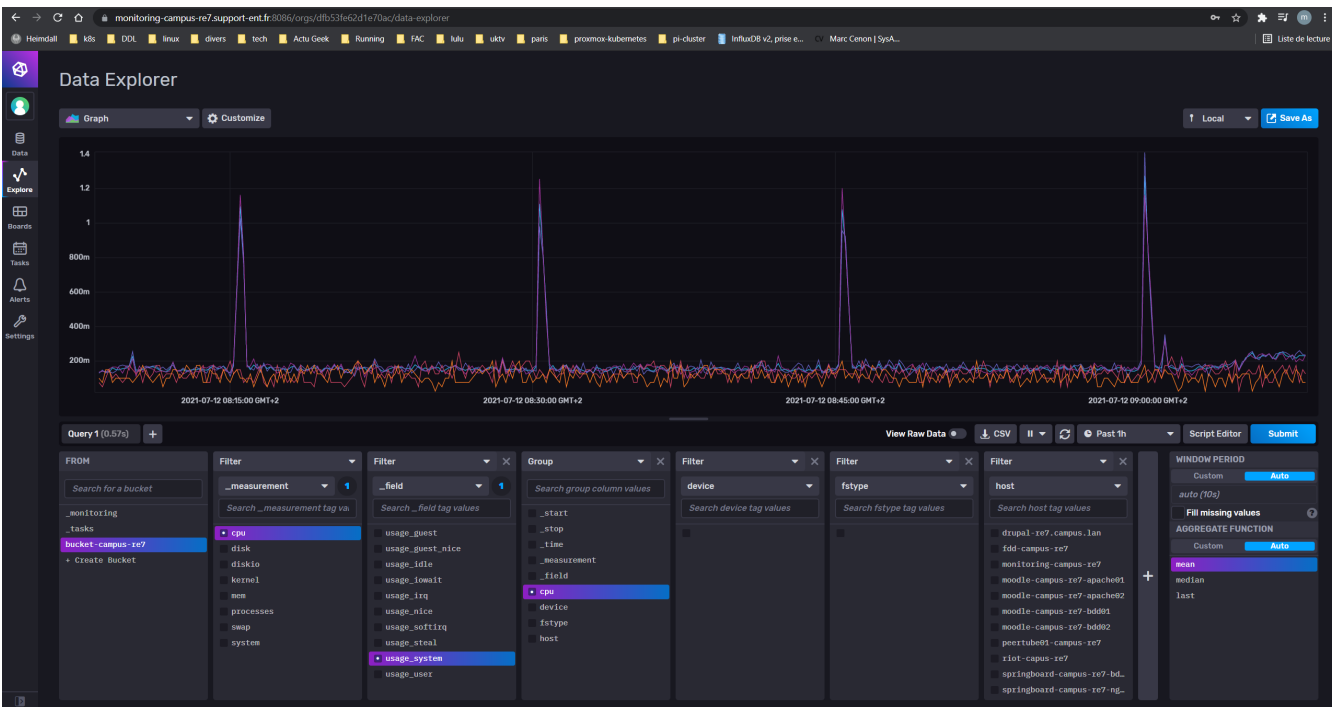 monitoring-campus-re7.support-ent.fr:8086/orgs/dfb53fe62d1e70ac/data-explorer
m
Heimdall k8s DDL linux divers tech Actu Geek Running FAC lulu uktv paris proxmox-kubernetes pi-cluster InfluxDB v2, prise e... CV Marc Cenon | SysA... Liste de lecture
Data Explorer
Graph Customize Local Save As
Data
Explore
Boards
Tasks
Alerts
Settings
1.4
1.2
1
800m
600m
400m
200m
2021-07-12 08:15:00 GMT+2 2021-07-12 08:30:00 GMT+2 2021-07-12 08:45:00 GMT+2 2021-07-12 09:00:00 GMT+2
Query 1 (0.57s) + View Raw Data CSV Past 1h Script Editor Submit
FROM
Search for a bucket
_monitoring
_tasks
bucket-campus-re7
+ Create Bucket
Filter
_measurement 1
Search _measurement tag val
cpu
disk
diskio
kernel
mem
processes
swap
system
Filter
_field 1
Search _field tag values
usage_guest
usage_guest_nice
usage_idle
usage_iowait
usage_irq
usage_nice
usage_softirq
usage_steal
usage_system
usage_user
Group
Search group column values
_start
_stop
_time
_measurement
_field
cpu
device
fstype
host
Filter
device
Search device tag values
Filter
fstype
Search fstype tag values
Filter
host
Search host tag values
drupal-re7.campus.lan
fdd-campus-re7
monitoring-campus-re7
moodle-campus-re7-apache01
moodle-campus-re7-apache02
moodle-campus-re7-bdd01
moodle-campus-re7-bdd02
peertube01-campus-re7
riot-capus-re7
springboard-campus-re7-bd…
springboard-campus-re7-ng…
+
WINDOW PERIOD
Custom Auto
auto (10s)
Fill missing values ?
AGGREGATE FUNCTION
Custom Auto
mean
median
last